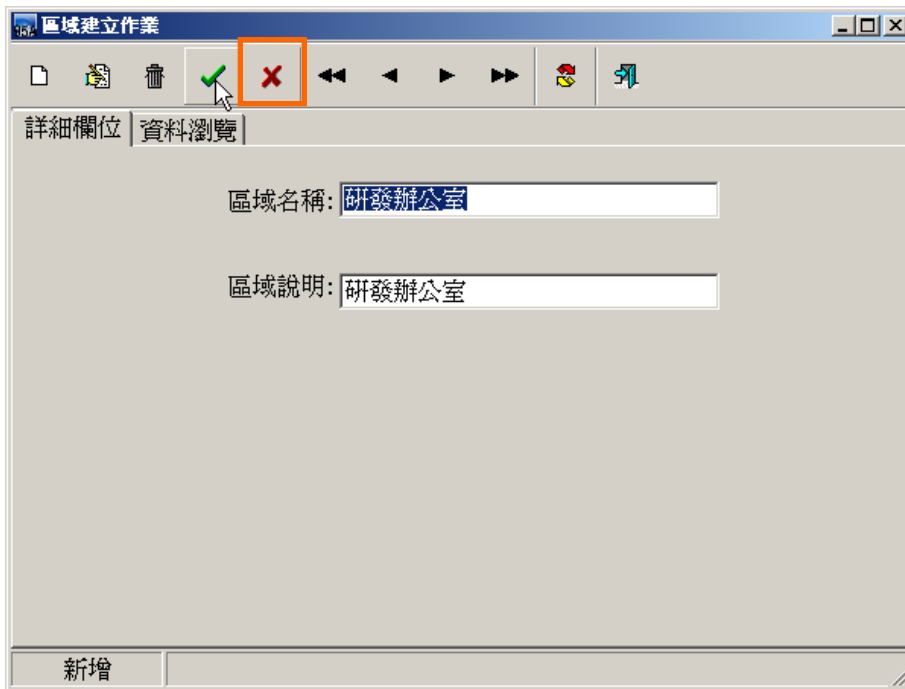 區域建立作業
詳細欄位
資料瀏覽
區域名稱: 研發辦公室
區域說明: 研發辦公室
新增